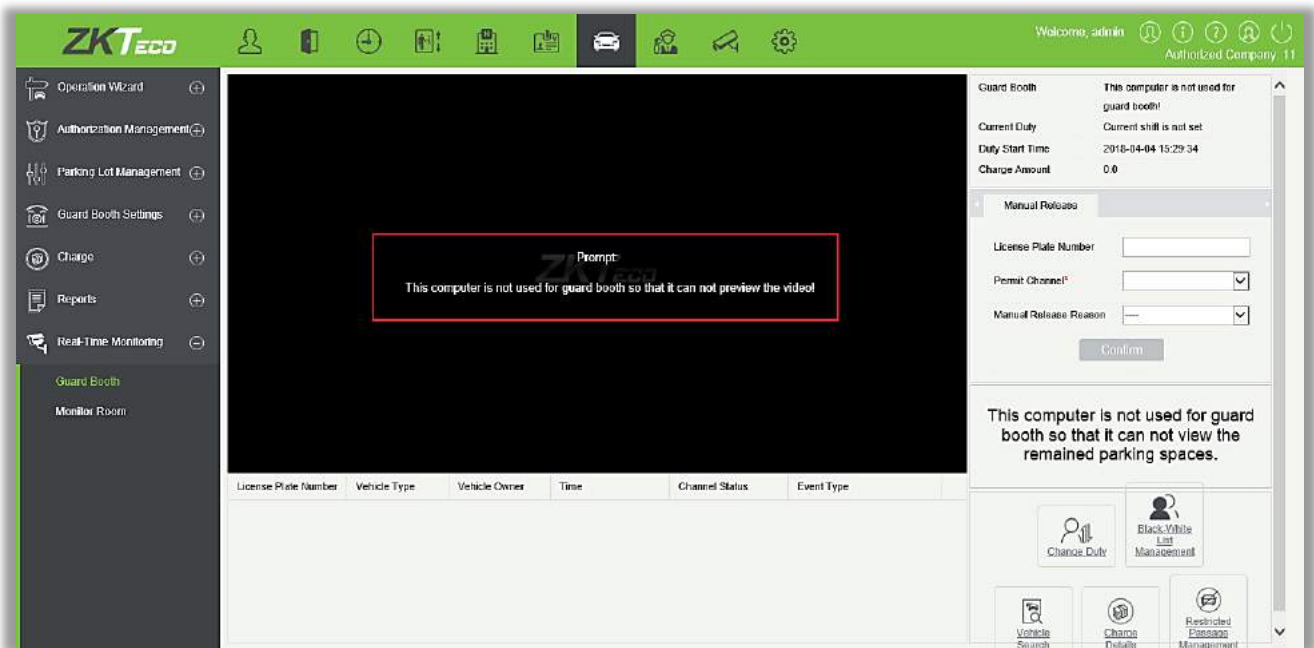 ZKTECO
Welcome, admin
Authorized Company 11
Operation Wizard
Authorization Management
Parking Lot Management
Guard Booth Settings
Charge
Reports
Real-Time Monitoring
Guard Booth
Monitor Room
ZKTECO
Prompt:
This computer is not used for guard booth so that it can not preview the video!
License Plate Number Vehicle Type Vehicle Owner Time Channel Status Event Type
Guard Booth This computer is not used for
guard booth!
Current Duty Current shift is not set
Duty Start Time 2018-04-04 15:29:34
Charge Amount 0.0
Manual Release
License Plate Number
Permit Channel*
Manual Release Reason ----
Confirm
This computer is not used for guard
booth so that it can not view the
remained parking spaces.
Change Duty
Black-White
List
Management
Vehicle
Search
Charge
Details
Restricted
Passage
Management